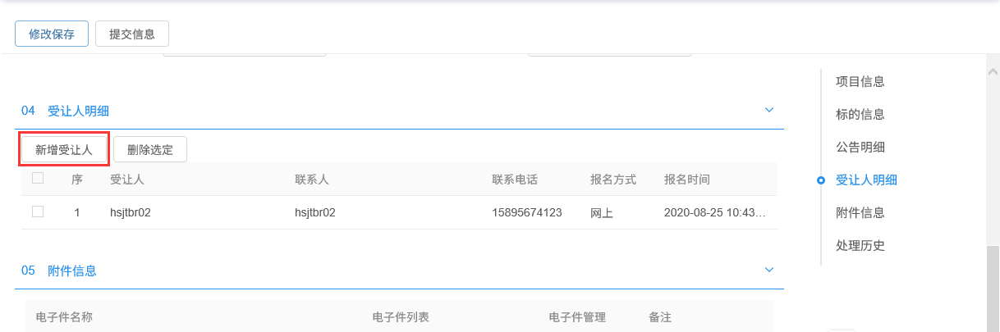 修改保存 提交信息
04 受让人明细
新增受让人 删除选定
序 受让人 联系人 联系电话 报名方式 报名时间
1 hsjtbr02 hsjtbr02 15895674123 网上 2020-08-25 10:43…
05 附件信息
电子件名称 电子件列表 电子件管理 备注
项目信息
标的信息
公告明细
受让人明细
附件信息
处理历史